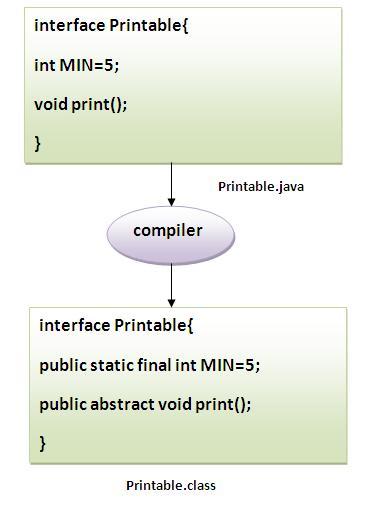 interface Printable{
int MIN=5;
void print();
}
Printable.java
compiler
interface Printable{
public static final int MIN=5;
public abstract void print();
}
Printable.class